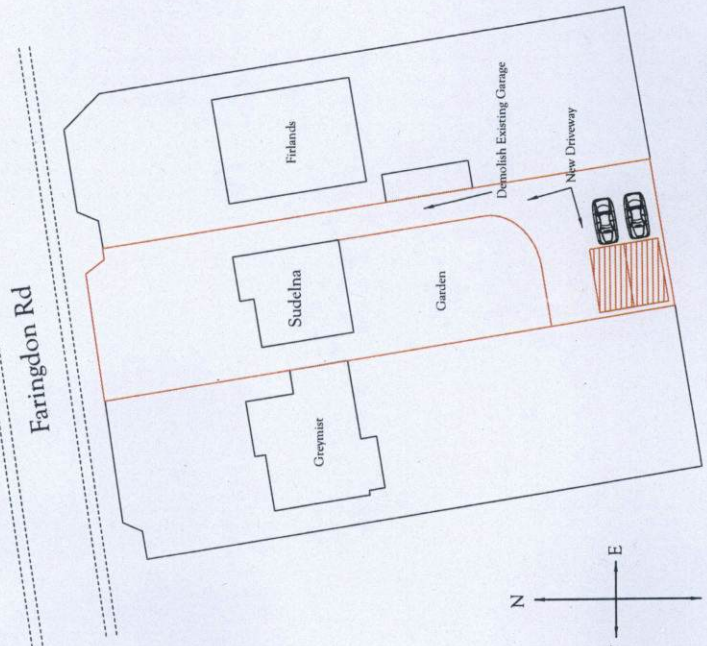 Faringdon Rd
Firlands
Demolish Existing Garage
Sudelna
New Driveway
Garden
Greymist
N
E